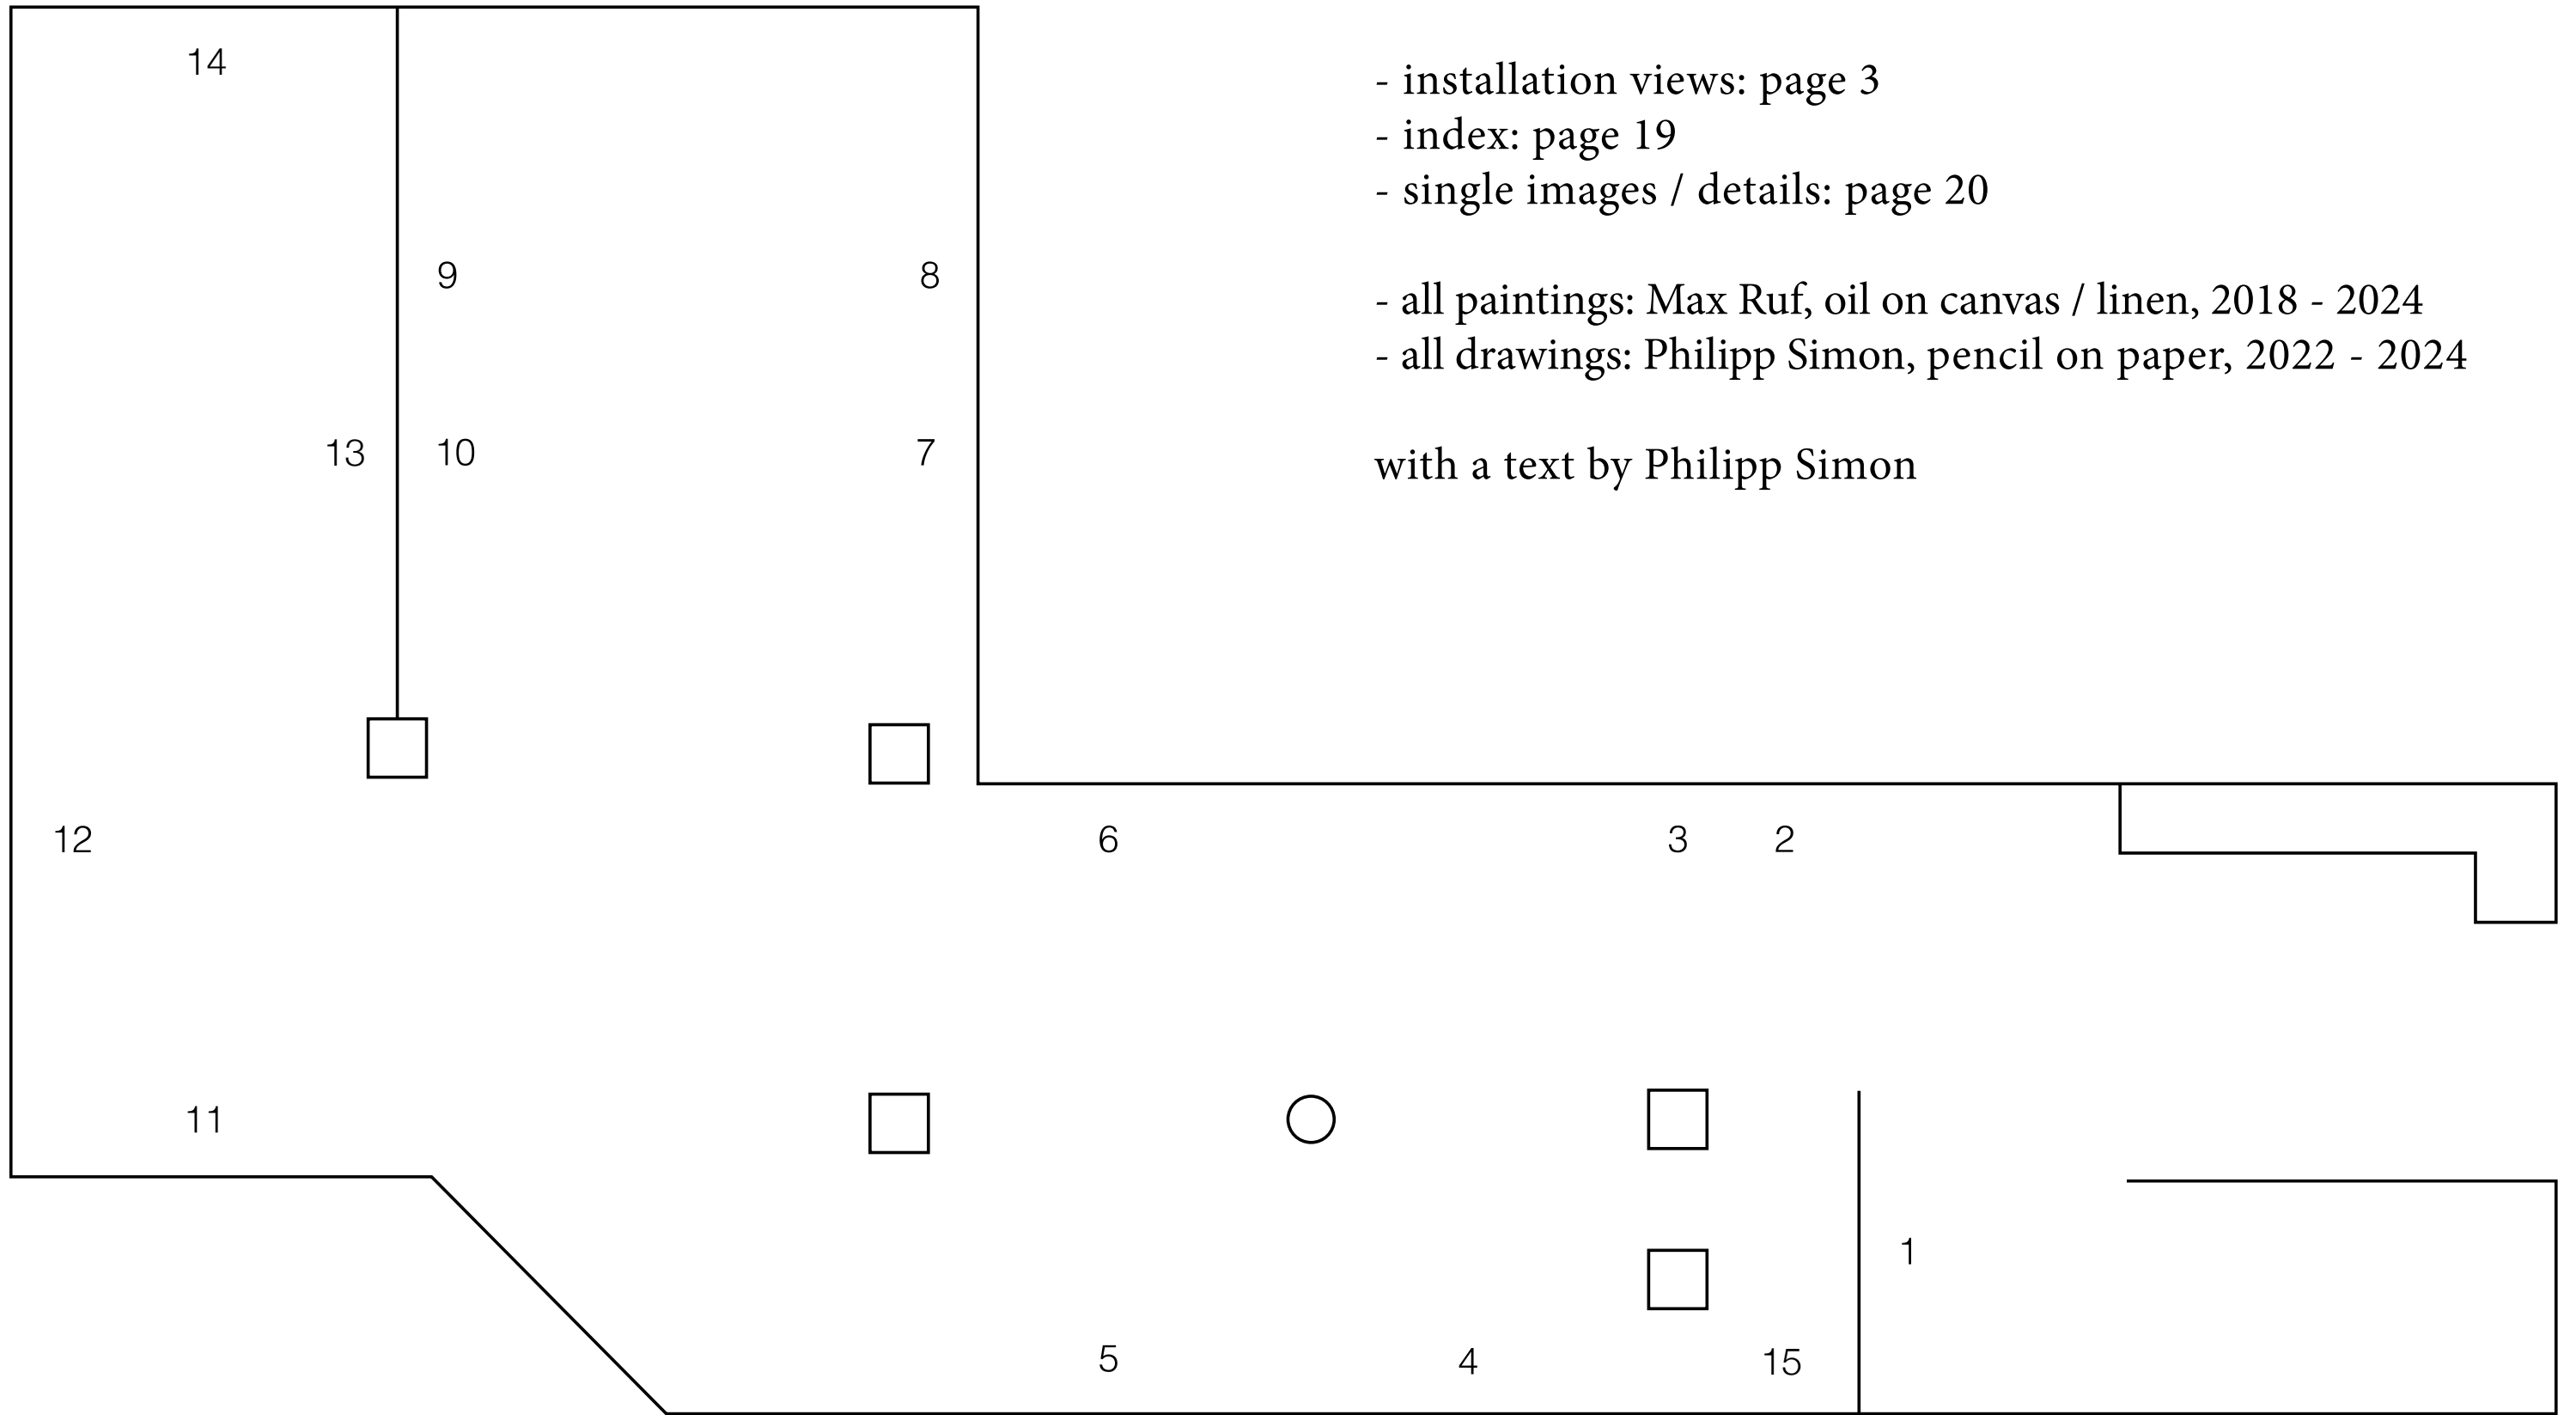 14
- installation views: page 3
- index: page 19
- single images / details: page 20
9
8
- all paintings: Max Ruf, oil on canvas / linen, 2018 - 2024
- all drawings: Philipp Simon, pencil on paper, 2022 - 2024
13
10
7
with a text by Philipp Simon
12
6
3
2
11
1
5
4
15